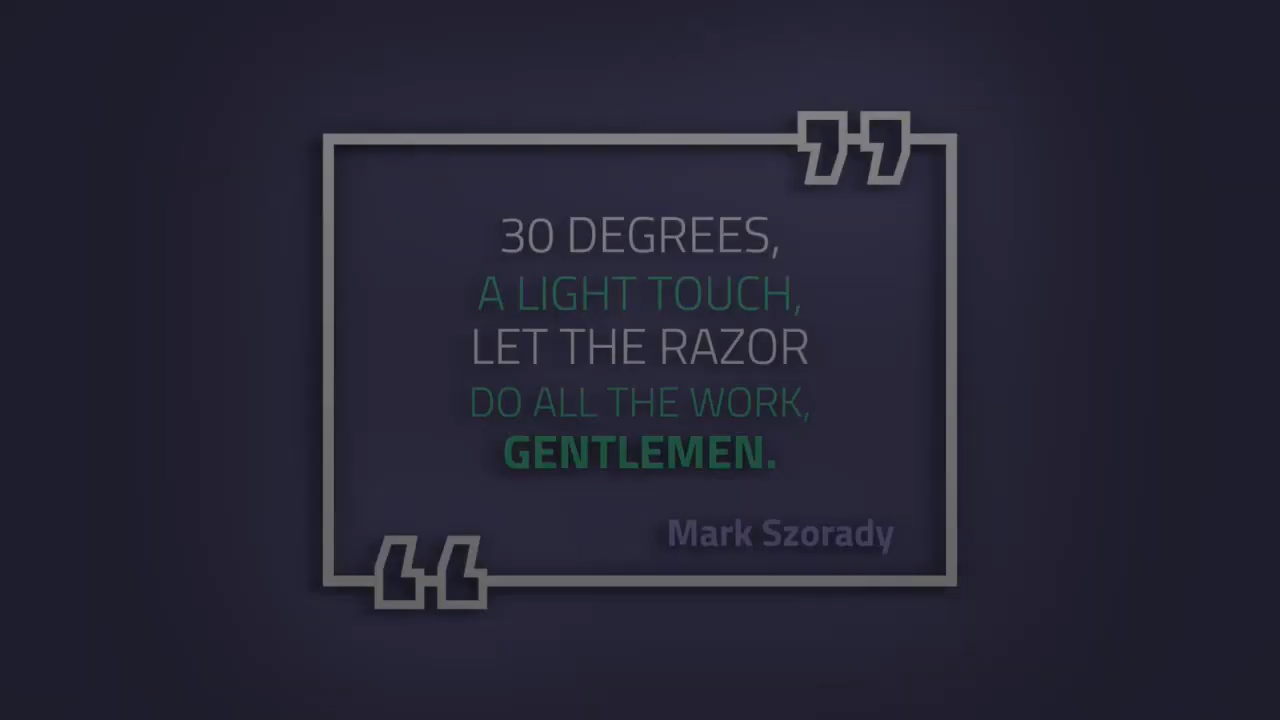 30 DEGREES,
A LIGHT TOUCH,
LET THE RAZOR
DO ALL THE WORK,
GENTLEMEN.
Mark Szorady